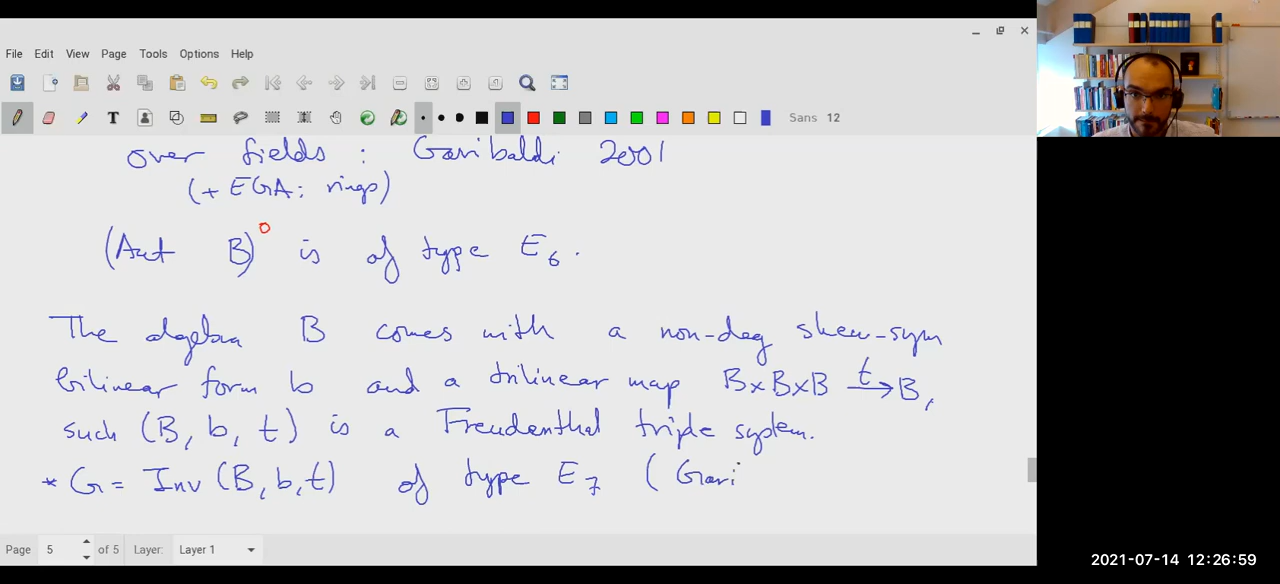 File Edit View Page Tools Options Help
T
Sans 12
over fields : Garibaldi 2001
(+ EGA; rings)
(Aut B)° is of type E₆.
The algebra B comes with a non-deg skew-sym
bilinear form b and a trilinear map B×B×B →ᵗ B,
such (B, b, t) is a Freudenthal triple system.
* G = Inv (B, b, t) of type E₇ ( Gari
Page 5 of 5 Layer: Layer 1
2021-07-14 12:26:59